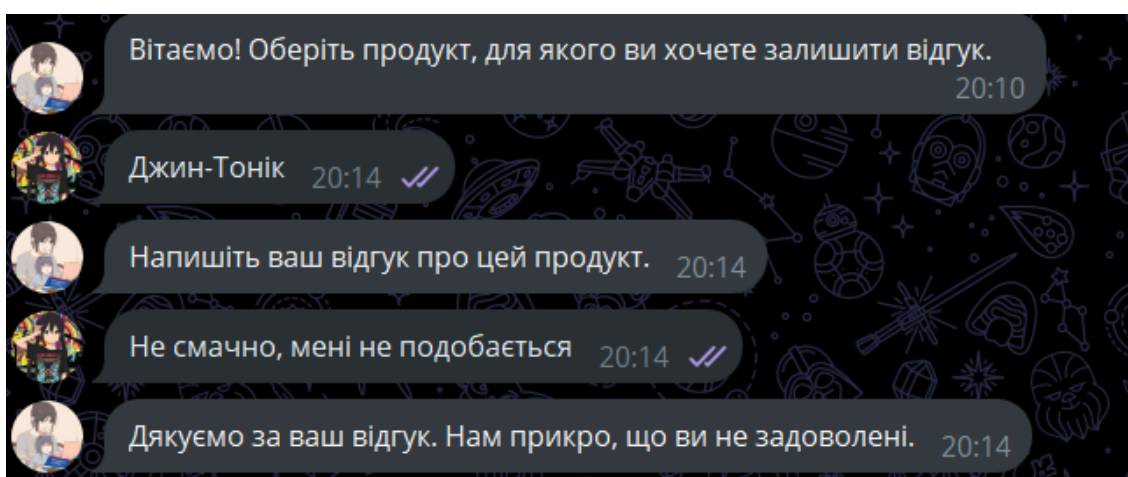 Вітаємо! Оберіть продукт, для якого ви хочете залишити відгук.
20:10
Джин-Тонік 20:14
Напишіть ваш відгук про цей продукт. 20:14
Не смачно, мені не подобається 20:14
Дякуємо за ваш відгук. Нам прикро, що ви не задоволені. 20:14